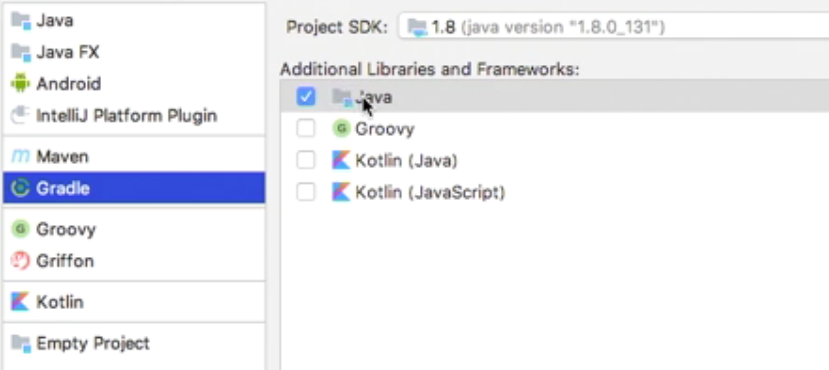 Java
Java FX
Android
IntelliJ Platform Plugin
m Maven
Gradle
G Groovy
Griffon
Kotlin
Empty Project
Project SDK: 1.8 (java version "1.8.0_131")
Additional Libraries and Frameworks:
Java
G Groovy
Kotlin (Java)
Kotlin (JavaScript)